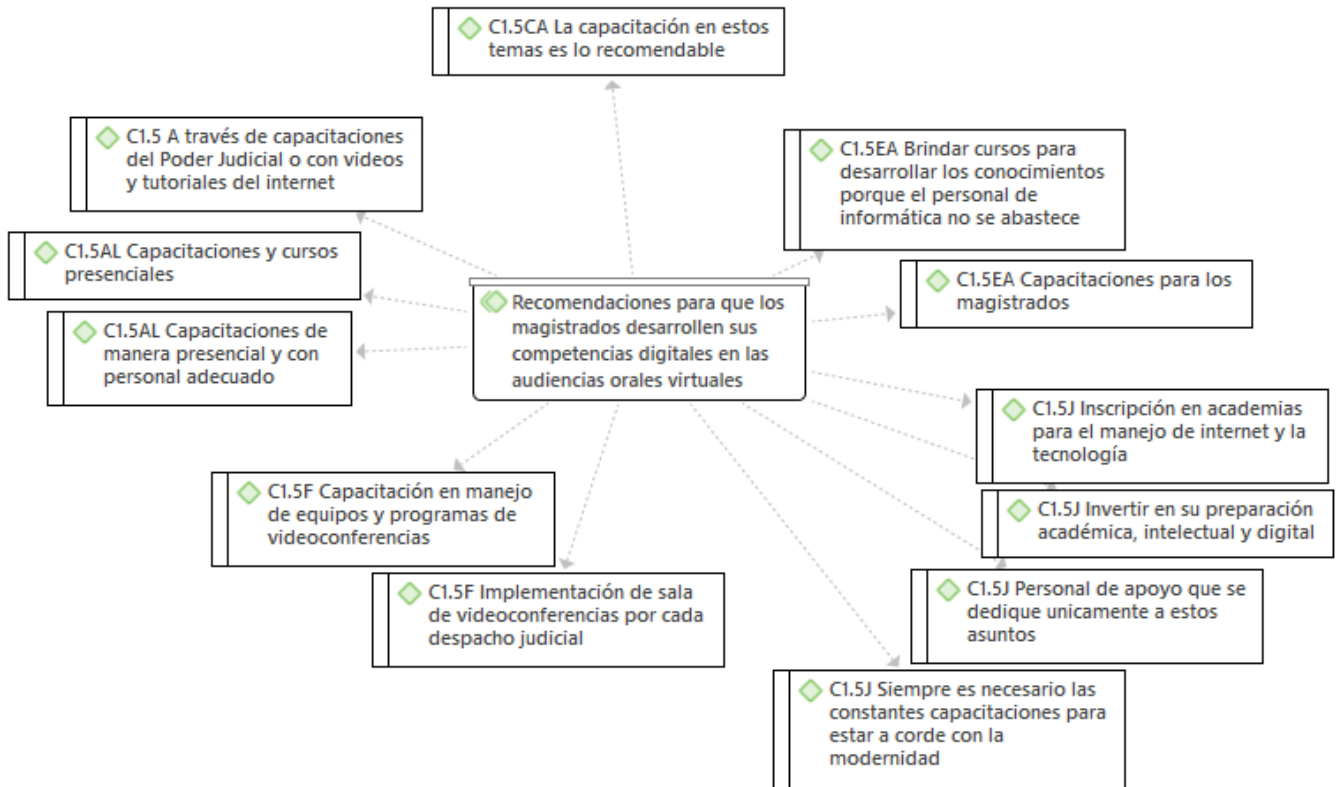 C1.5CA La capacitación en estos
temas es lo recomendable
C1.5 A través de capacitaciones
del Poder Judicial o con videos
y tutoriales del internet
C1.5EA Brindar cursos para
desarrollar los conocimientos
porque el personal de
informática no se abastece
C1.5AL Capacitaciones y cursos
presenciales
C1.5EA Capacitaciones para los
magistrados
Recomendaciones para que los
magistrados desarrollen sus
competencias digitales en las
audiencias orales virtuales
C1.5AL Capacitaciones de
manera presencial y con
personal adecuado
C1.5J Inscripción en academias
para el manejo de internet y la
tecnología
C1.5F Capacitación en manejo
de equipos y programas de
videoconferencias
C1.5J Invertir en su preparación
académica, intelectual y digital
C1.5F Implementación de sala
de videoconferencias por cada
despacho judicial
C1.5J Personal de apoyo que se
dedique unicamente a estos
asuntos
C1.5J Siempre es necesario las
constantes capacitaciones para
estar a corde con la
modernidad